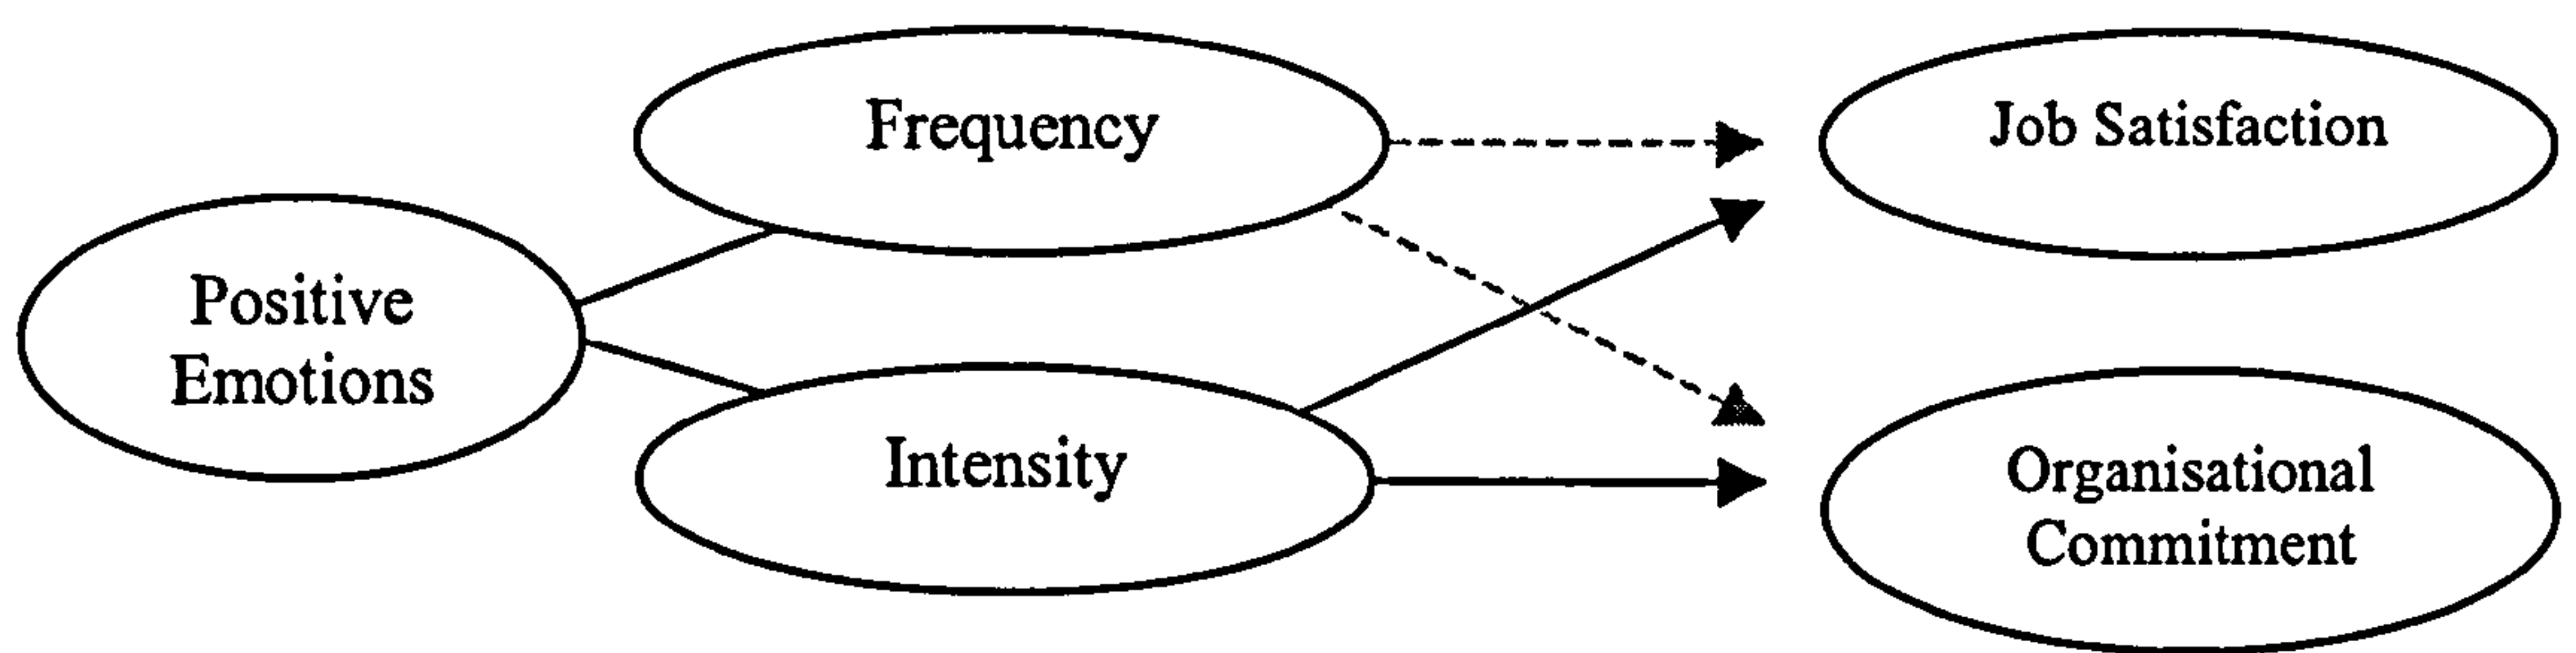 Frequency
Job Satisfaction
Positive
Emotions
Intensity
Organisational
Commitment